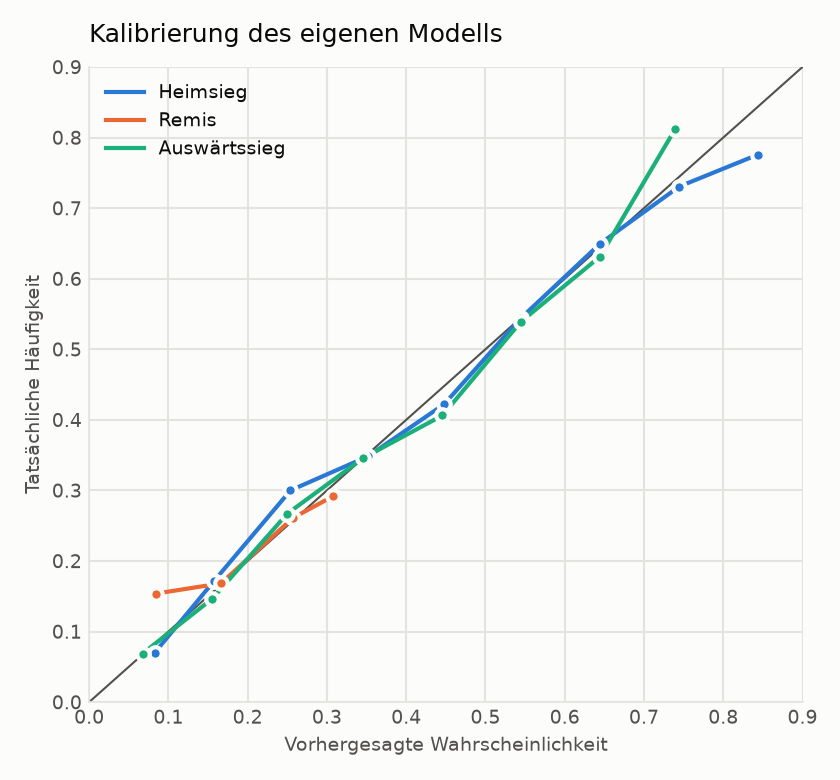 Kalibrierung des eigenen Modells
Heimsieg
Remis
Auswärtssieg
0.9
0.8
0.7
0.6
0.5
0.4
0.3
0.2
0.1
0.0
Tatsächliche Häufigkeit
0.0 0.1 0.2 0.3 0.4 0.5 0.6 0.7 0.8 0.9
Vorhergesagte Wahrscheinlichkeit